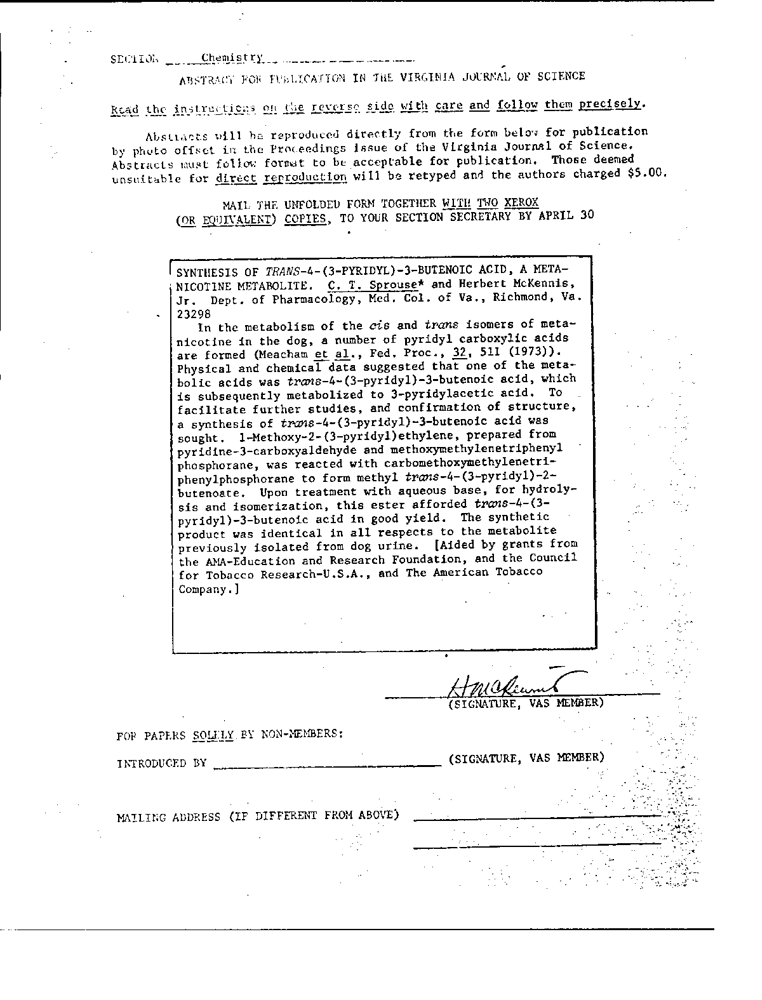 SECTION Chemistry
ABSTRACT FOR PUBLICATION IN THE VIRGINIA JOURNAL OF SCIENCE
Read the instructions on the reverse side with care and follow them precisely.
Abstracts will be reproduced directly from the form below for publication
by photo offset in the Proceedings issue of the Virginia Journal of Science.
Abstracts must follow format to be acceptable for publication. Those deemed
unsuitable for direct reproduction will be retyped and the authors charged $5.00.
MAIL THE UNFOLDED FORM TOGETHER WITH TWO XEROX
(OR EQUIVALENT) COPIES, TO YOUR SECTION SECRETARY BY APRIL 30
SYNTHESIS OF TRANS-4-(3-PYRIDYL)-3-BUTENOIC ACID, A META-
NICOTINE METABOLITE. C. T. Sprouse* and Herbert McKennis,
Jr. Dept. of Pharmacology, Med. Col. of Va., Richmond, Va.
23298
In the metabolism of the cis and trans isomers of meta-
nicotine in the dog, a number of pyridyl carboxylic acids
are formed (Meacham et al., Fed. Proc., 32, 511 (1973)).
Physical and chemical data suggested that one of the meta-
bolic acids was trans-4-(3-pyridyl)-3-butenoic acid, which
is subsequently metabolized to 3-pyridylacetic acid. To
facilitate further studies, and confirmation of structure,
a synthesis of trans-4-(3-pyridyl)-3-butenoic acid was
sought. 1-Methoxy-2-(3-pyridyl)ethylene, prepared from
pyridine-3-carboxyaldehyde and methoxymethylenetriphenyl
phosphorane, was reacted with carbomethoxymethylenetri-
phenylphosphorane to form methyl trans-4-(3-pyridyl)-2-
butenoate. Upon treatment with aqueous base, for hydroly-
sis and isomerization, this ester afforded trans-4-(3-
pyridyl)-3-butenoic acid in good yield. The synthetic
product was identical in all respects to the metabolite
previously isolated from dog urine. [Aided by grants from
the AMA-Education and Research Foundation, and the Council
for Tobacco Research-U.S.A., and The American Tobacco
Company.]
(SIGNATURE, VAS MEMBER)
FOR PAPERS SOLELY BY NON-MEMBERS:
INTRODUCED BY (SIGNATURE, VAS MEMBER)
MAILING ADDRESS (IF DIFFERENT FROM ABOVE)